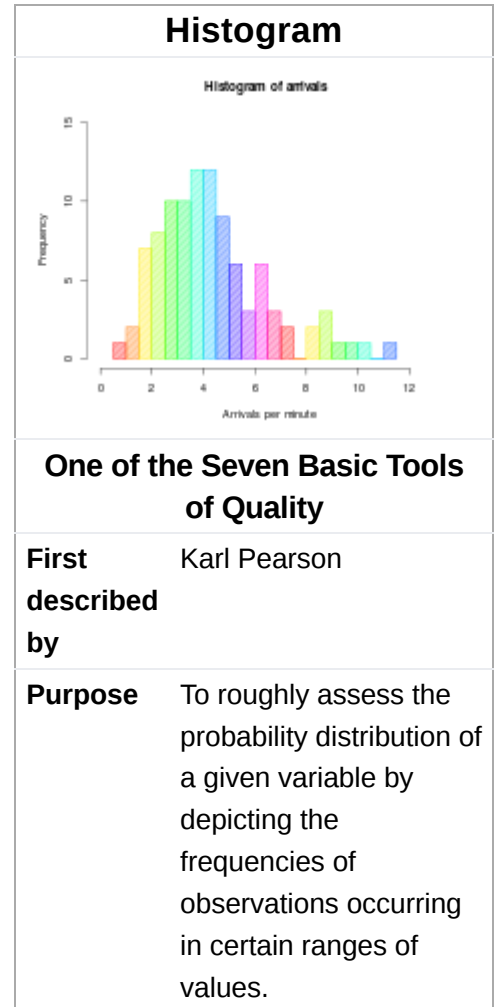 Histogram
Histogram of arrivals
15
10
5
0
Frequency
0 2 4 6 8 10 12
Arrivals per minute
One of the Seven Basic Tools
of Quality
First
described
by
Karl Pearson
Purpose
To roughly assess the
probability distribution of
a given variable by
depicting the
frequencies of
observations occurring
in certain ranges of
values.